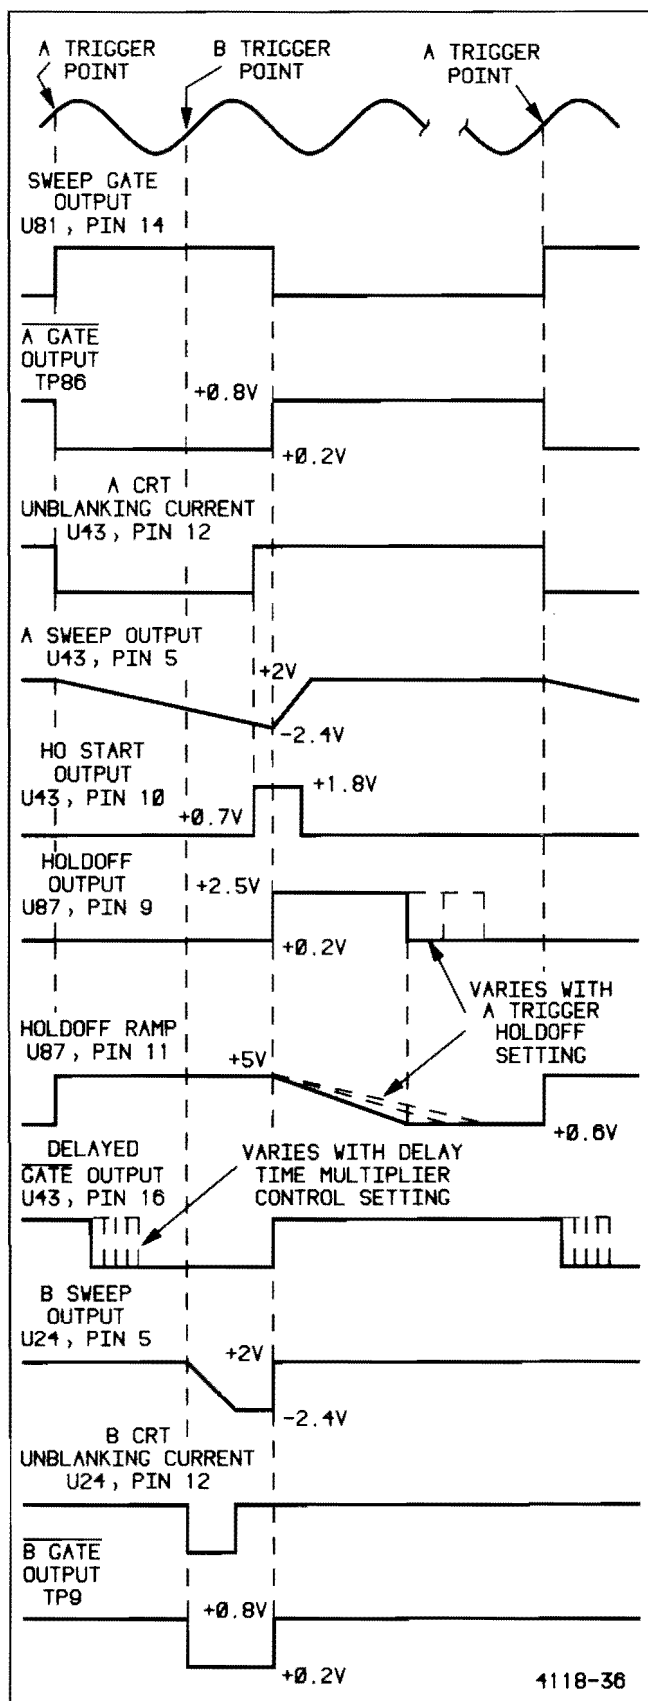 A TRIGGER
POINT
B TRIGGER
POINT
A TRIGGER
POINT
SWEEP GATE
OUTPUT
U81, PIN 14
A GATE
OUTPUT
TP86
+0.8V
+0.2V
A CRT
UNBLANKING CURRENT
U43, PIN 12
A SWEEP OUTPUT
U43, PIN 5
+2V
-2.4V
HO START
OUTPUT
U43, PIN 10
+1.8V
+0.7V
HOLDOFF
OUTPUT
U87, PIN 9
+2.5V
+0.2V
VARIES WITH
A TRIGGER
HOLDOFF
SETTING
HOLDOFF RAMP
U87, PIN 11
+5V
+0.6V
DELAYED
GATE OUTPUT
U43, PIN 16
VARIES WITH DELAY
TIME MULTIPLIER
CONTROL SETTING
B SWEEP
OUTPUT
U24, PIN 5
+2V
-2.4V
B CRT
UNBLANKING CURRENT
U24, PIN 12
B GATE
OUTPUT
TP9
+0.8V
+0.2V
4118-36